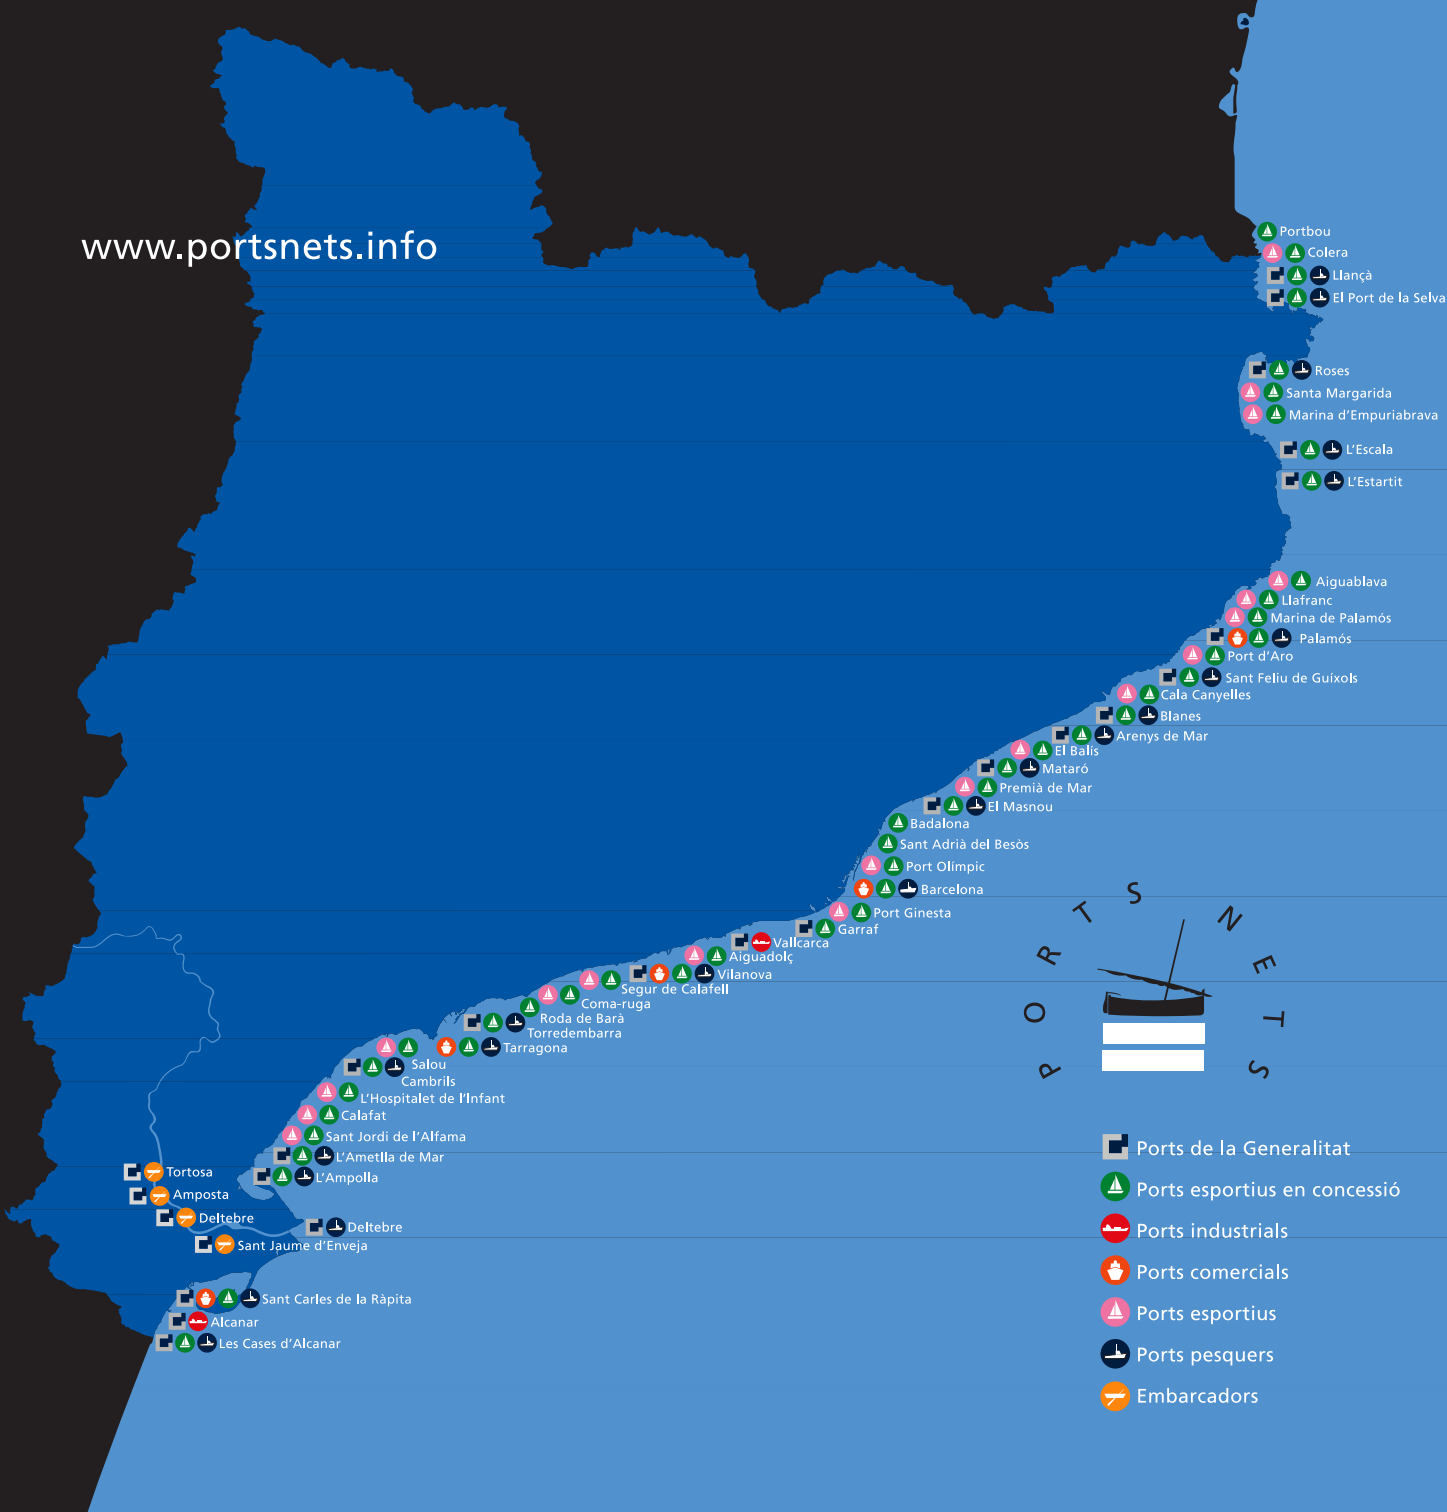 www.portsnets.info
Portbou
Colera
Llançà
El Port de la Selva
Roses
Santa Margarida
Marina d'Empuriabrava
L'Escala
L'Estartit
Aiguablava
Llafranc
Marina de Palamós
Palamós
Port d'Aro
Sant Feliu de Guíxols
Cala Canyelles
Blanes
Arenys de Mar
El Balís
Mataró
Premià de Mar
El Masnou
Badalona
Sant Adrià del Besòs
Port Olímpic
Barcelona
Port Ginesta
Garraf
Vallcarca
Aiguadolç
Vilanova
Segur de Calafell
Coma-ruga
Roda de Barà
Torredembarra
Tarragona
Salou
Cambrils
L'Hospitalet de l'Infant
Calafat
Sant Jordi de l'Alfama
L'Ametlla de Mar
L'Ampolla
Tortosa
Amposta
Deltebre
Deltebre
Sant Jaume d'Enveja
Sant Carles de la Ràpita
Alcanar
Les Cases d'Alcanar
PORTS NETS
Ports de la Generalitat
Ports esportius en concessió
Ports industrials
Ports comercials
Ports esportius
Ports pesquers
Embarcadors